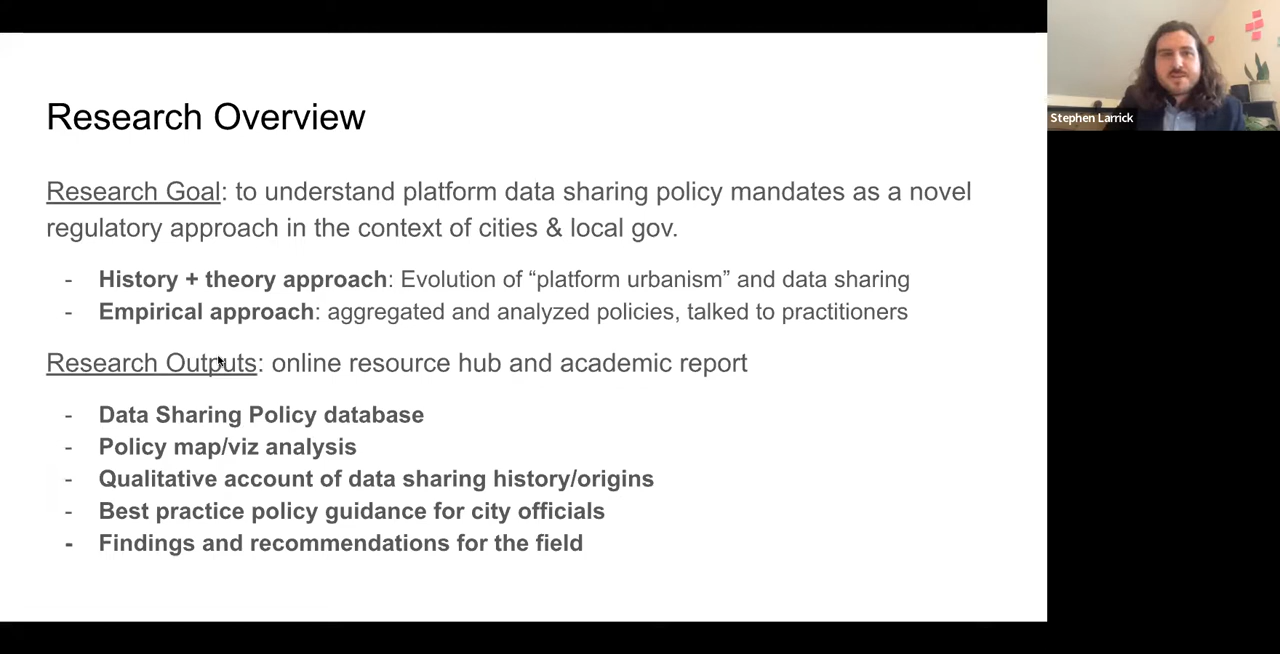 Research Overview
Research Goal: to understand platform data sharing policy mandates as a novel
regulatory approach in the context of cities & local gov.
- History + theory approach: Evolution of “platform urbanism” and data sharing
- Empirical approach: aggregated and analyzed policies, talked to practitioners
Research Outputs: online resource hub and academic report
- Data Sharing Policy database
- Policy map/viz analysis
- Qualitative account of data sharing history/origins
- Best practice policy guidance for city officials
- Findings and recommendations for the field
Stephen Larrick